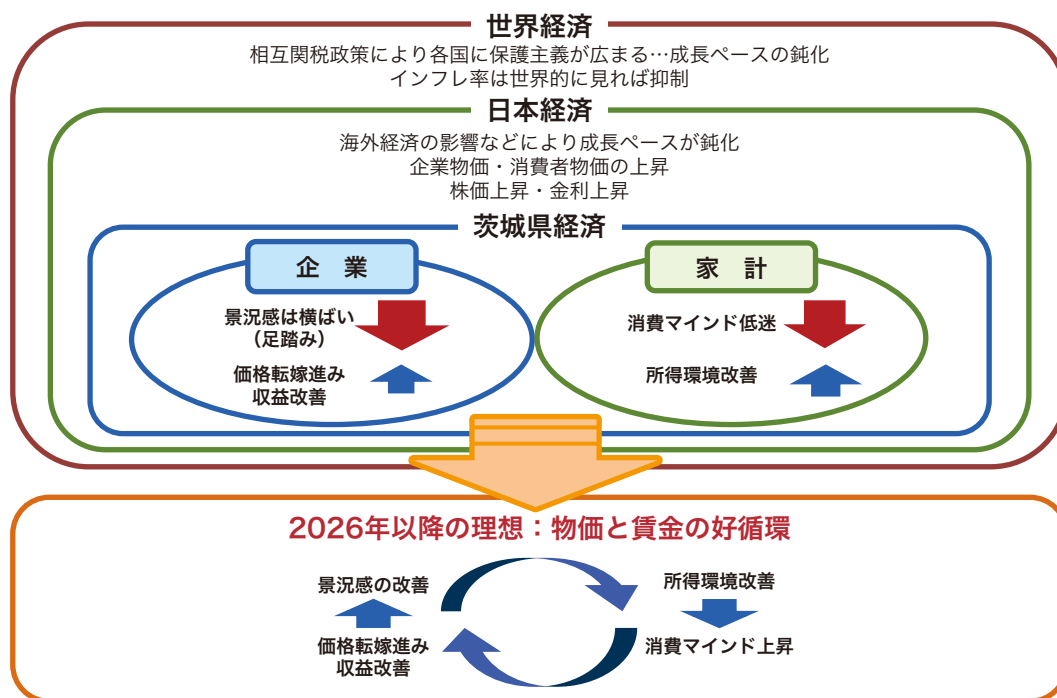 世界経済
相互関税政策により各国に保護主義が広まる…成長ペースの鈍化
インフレ率は世界的に見れば抑制
日本経済
海外経済の影響などにより成長ペースが鈍化
企業物価・消費者物価の上昇
株価上昇・金利上昇
茨城県経済
企　業
景況感は横ばい
（足踏み）
価格転嫁進み
収益改善
家　計
消費マインド低迷
所得環境改善
2026年以降の理想：物価と賃金の好循環
景況感の改善
価格転嫁進み
収益改善
所得環境改善
消費マインド上昇